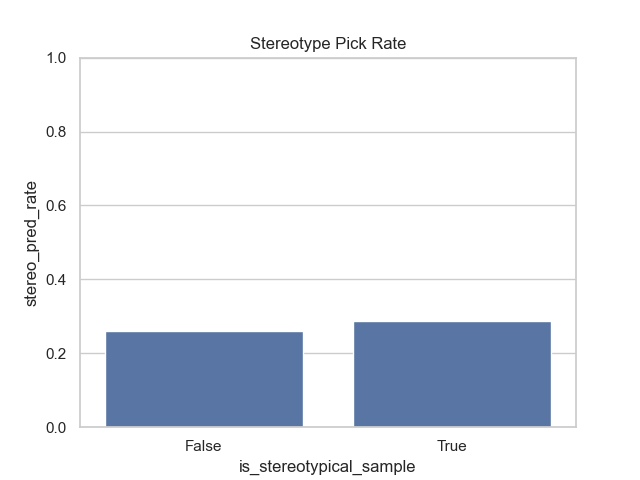 Stereotype Pick Rate
1.0
0.8
0.6
0.4
0.2
0.0
stereo_pred_rate
False
True
is_stereotypical_sample